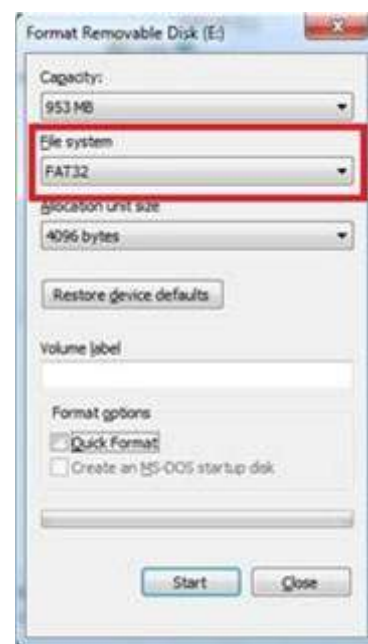 Format Removable Disk (E:)
Capacity:
953 MB
File system
FAT32
Allocation unit size
4096 bytes
Restore device defaults
Volume label
Format options
Quick Format
Create an MS-DOS startup disk
Start
Close